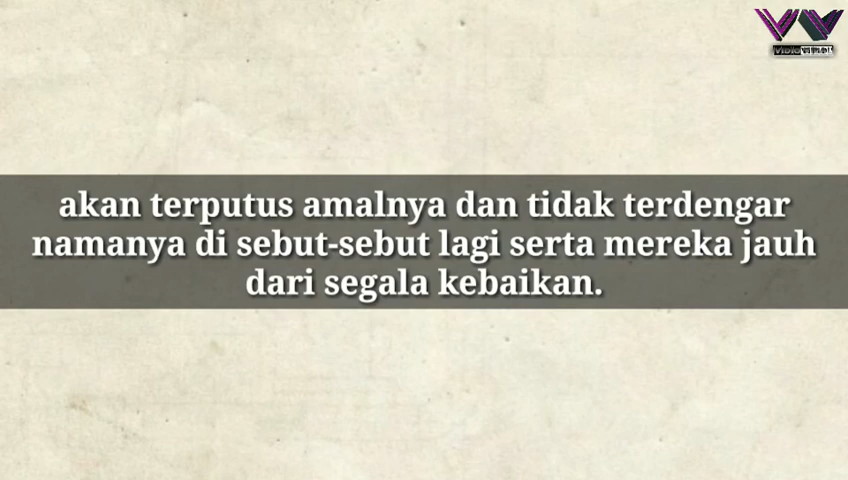 akan terputus amalnya dan tidak terdengar
namanya di sebut-sebut lagi serta mereka jauh
dari segala kebaikan.